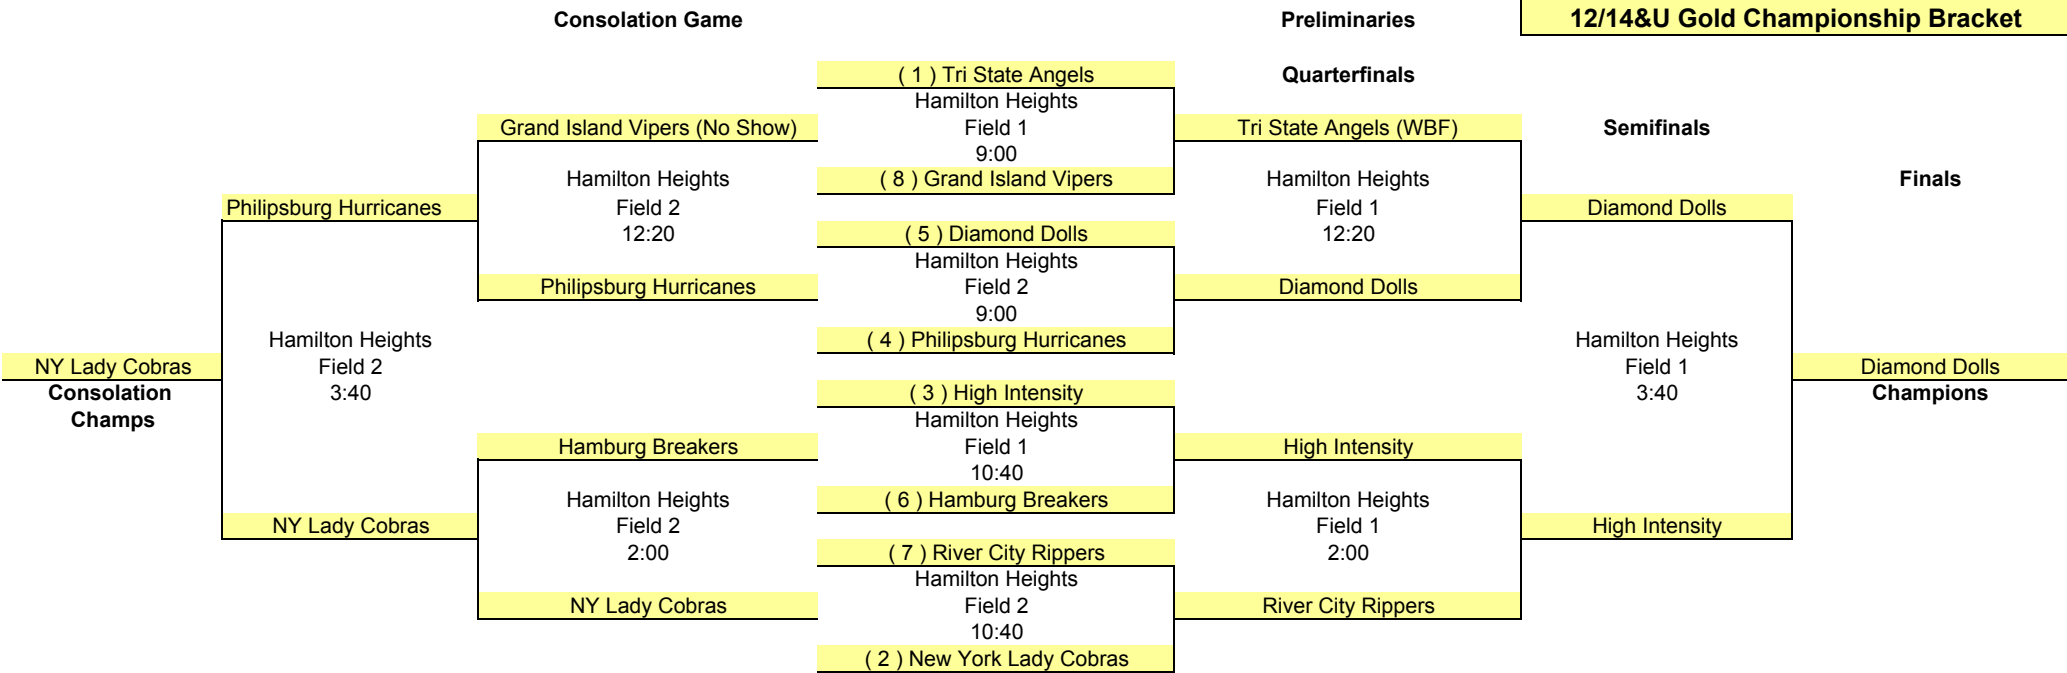 Consolation Game
Preliminaries
12/14&U Gold Championship Bracket
( 1 ) Tri State Angels
Quarterfinals
Hamilton Heights
Grand Island Vipers (No Show)
Field 1
Tri State Angels (WBF)
Semifinals
9:00
Hamilton Heights
( 8 ) Grand Island Vipers
Hamilton Heights
Finals
Philipsburg Hurricanes
Field 2
Field 1
Diamond Dolls
12:20
( 5 ) Diamond Dolls
12:20
Hamilton Heights
Philipsburg Hurricanes
Field 2
Diamond Dolls
9:00
Hamilton Heights
( 4 ) Philipsburg Hurricanes
Hamilton Heights
NY Lady Cobras
Field 2
Field 1
Diamond Dolls
Consolation
3:40
( 3 ) High Intensity
3:40
Champions
Champs
Hamilton Heights
Hamburg Breakers
Field 1
High Intensity
10:40
Hamilton Heights
( 6 ) Hamburg Breakers
Hamilton Heights
NY Lady Cobras
Field 2
Field 1
High Intensity
2:00
( 7 ) River City Rippers
2:00
Hamilton Heights
NY Lady Cobras
Field 2
River City Rippers
10:40
( 2 ) New York Lady Cobras